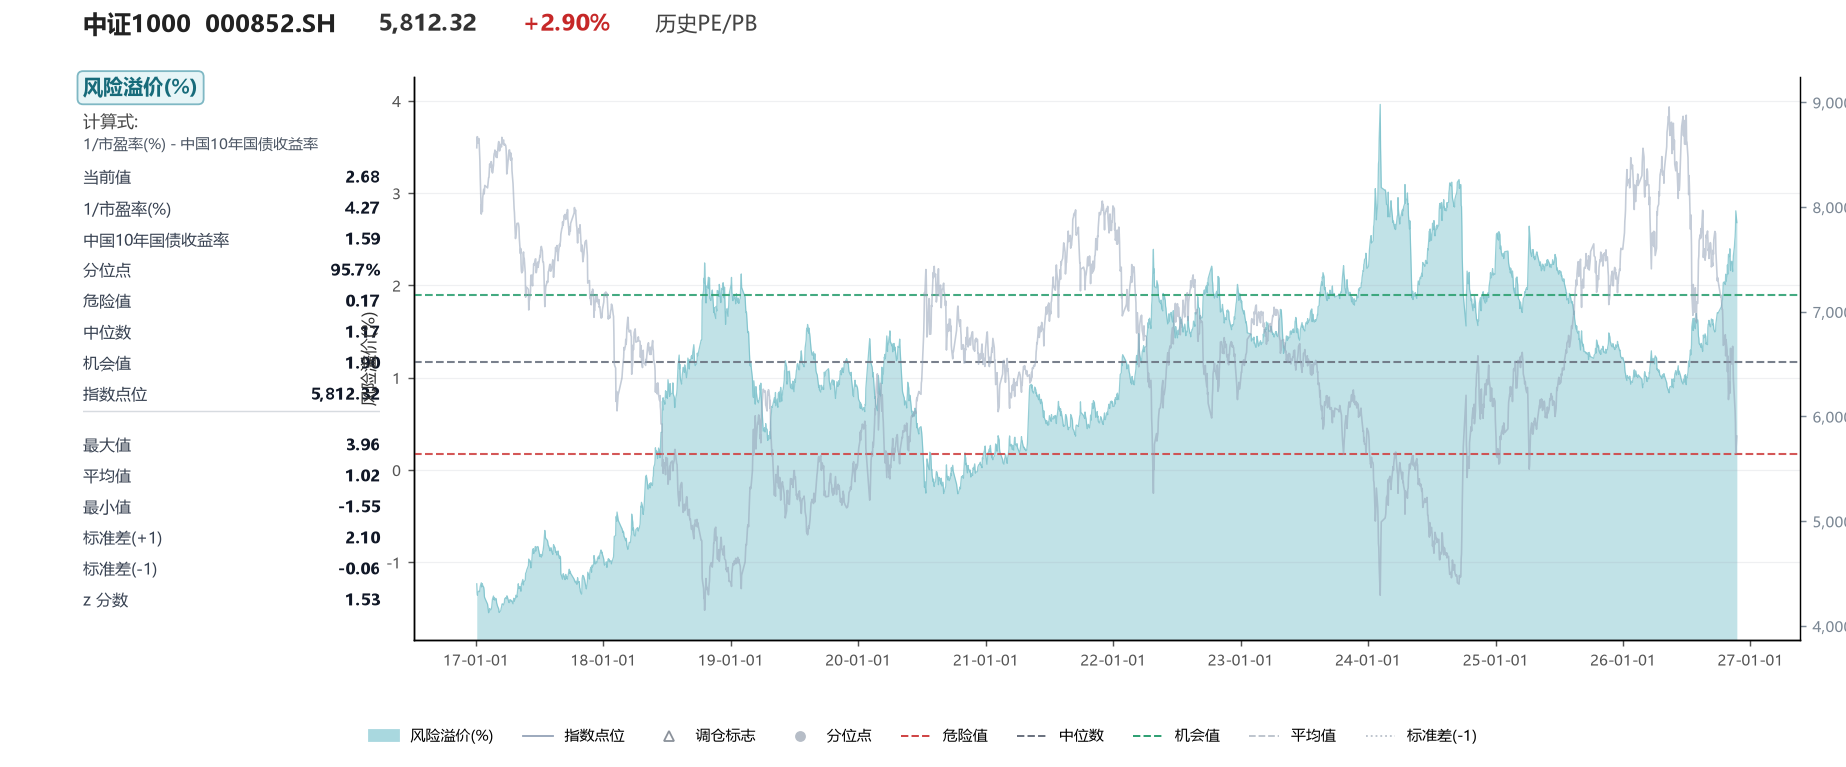 中证1000 000852.SH 5,812.32 +2.90% 历史PE/PB
风险溢价(%)
计算式:
1/市盈率(%) - 中国10年国债收益率
当前值 2.68
1/市盈率(%) 4.27
中国10年国债收益率 1.59
分位点 95.7%
危险值 0.17
中位数 1.17
机会值 1.90
指数点位 5,812.32
最大值 3.96
平均值 1.02
最小值 -1.55
标准差(+1) 2.10
标准差(-1) -0.06
z 分数 1.53
风险溢价(%)
4
3
2
1
0
-1
9,000
8,000
7,000
6,000
5,000
4,000
17-01-01 18-01-01 19-01-01 20-01-01 21-01-01 22-01-01 23-01-01 24-01-01 25-01-01 26-01-01 27-01-01
风险溢价(%) 指数点位 调仓标志 分位点 危险值 中位数 机会值 平均值 标准差(-1)